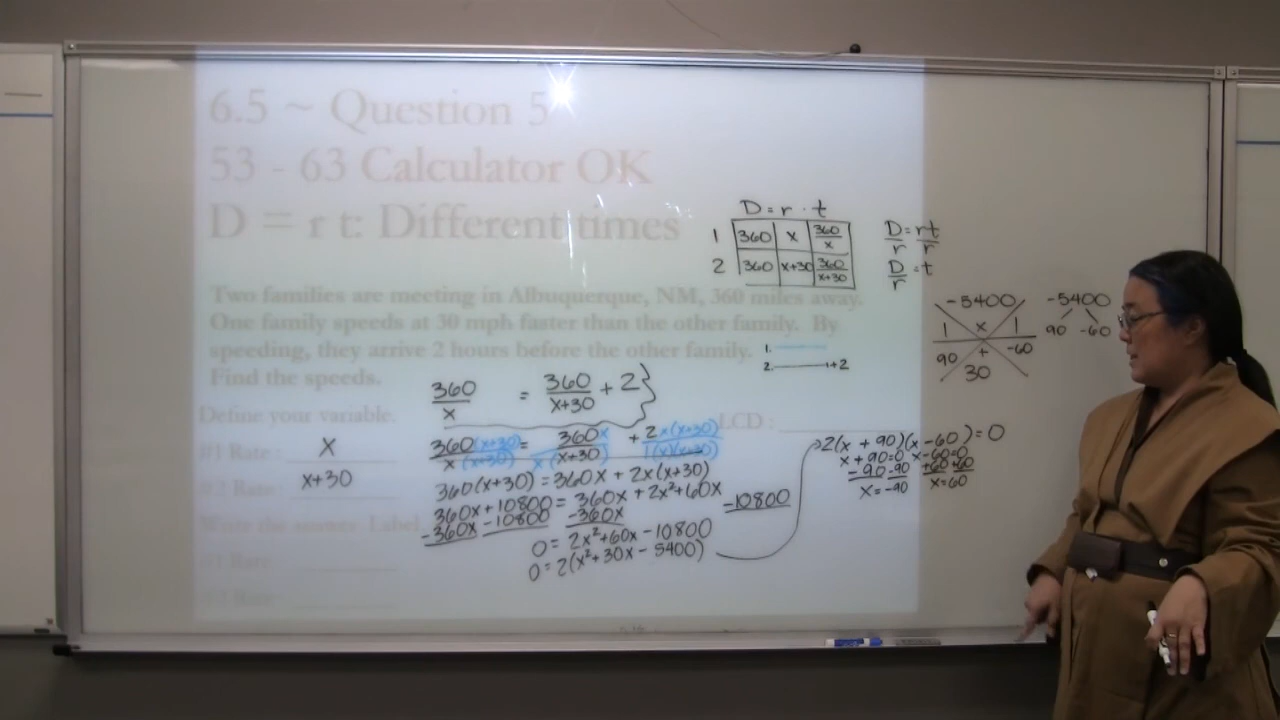 6.5 ~ Question 5
53 - 63 Calculator OK
D = r t: Different times
Two families are meeting in Albuquerque, NM, 360 miles away.
One family speeds at 30 mph faster than the other family. By
speeding, they arrive 2 hours before the other family.
Find the speeds.
Define your variable.
#1 Rate : x
#2 Rate : x+30
Write the answer. Label
#1 Rate :
#2 Rate :
LCD :
D = r · t
1 360 x 360/x
2 360 x+30 360/(x+30)
D/r = rt/r
D/r = t
1.
2. +2
360/x = 360/(x+30) + 2
360(x+30)/x(x+30) = 360x/x(x+30) + 2x(x+30)/1(x)(x+30)
360(x+30) = 360x + 2x(x+30)
360x + 10800 = 360x + 2x²+60x
-360x -10800 -360x -10800
0 = 2x²+60x -10800
0 = 2(x²+30x - 5400)
2(x + 90)(x - 60) = 0
x + 90=0 x-60=0
-90 -90 +60 +60
x = -90 x = 60
-5400
1 x 1
90 + -60
30
-5400
90 -60